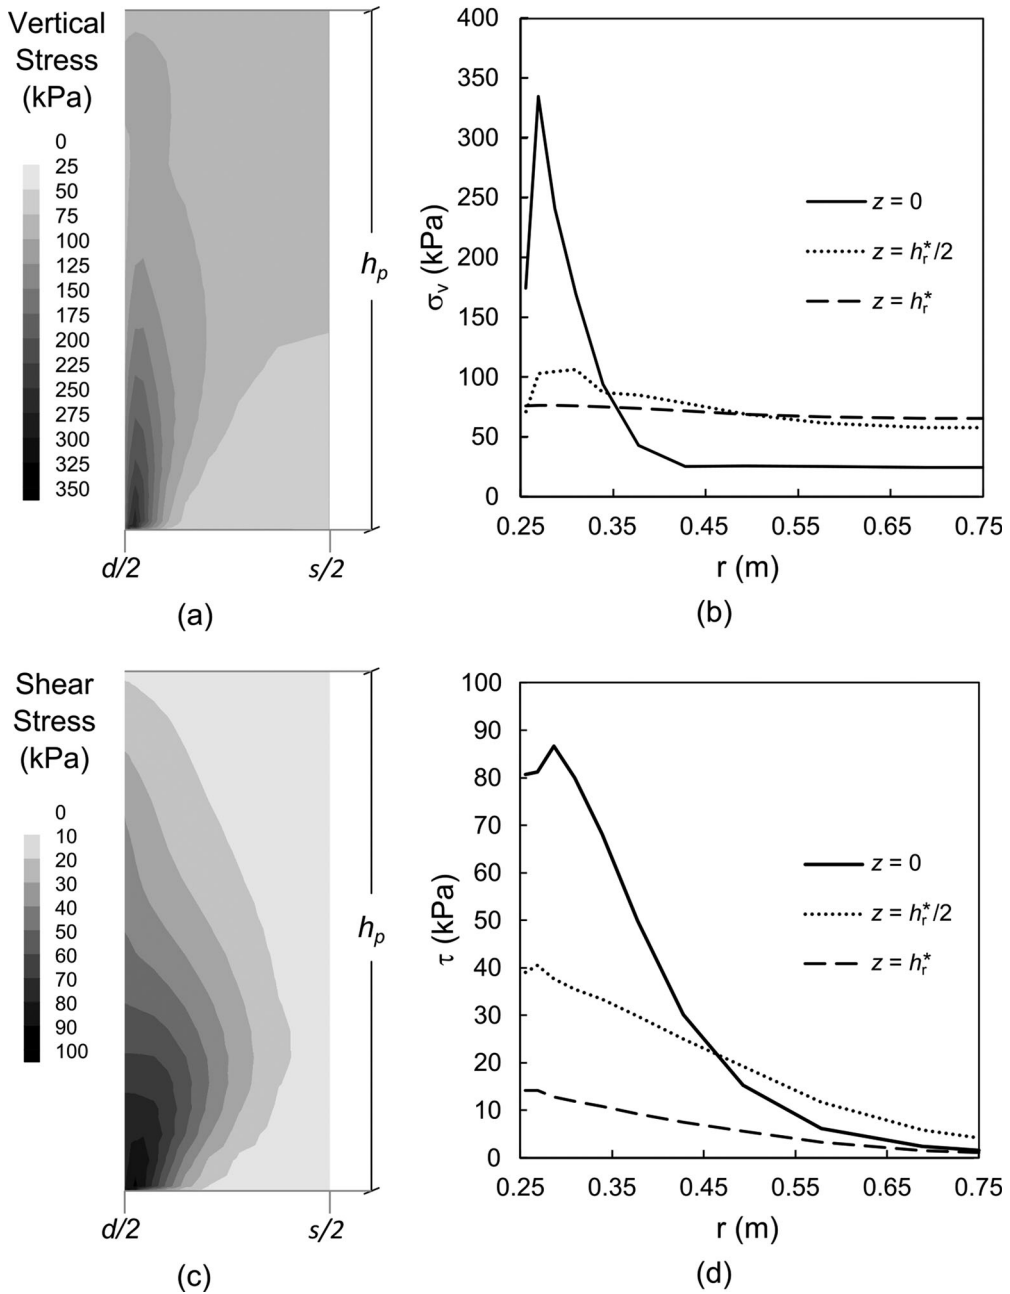 Vertical
Stress
(kPa)
0
25
50
75
100
125
150
175
200
225
250
275
300
325
350
h_p
d/2
s/2
(a)
400
350
300
250
200
150
100
50
0
σ_v (kPa)
z = 0
z = h_r^*/2
z = h_r^*
0.25
0.35
0.45
0.55
0.65
0.75
r (m)
(b)
Shear
Stress
(kPa)
0
10
20
30
40
50
60
70
80
90
100
h_p
d/2
s/2
(c)
100
90
80
70
60
50
40
30
20
10
0
τ (kPa)
z = 0
z = h_r^*/2
z = h_r^*
0.25
0.35
0.45
0.55
0.65
0.75
r (m)
(d)